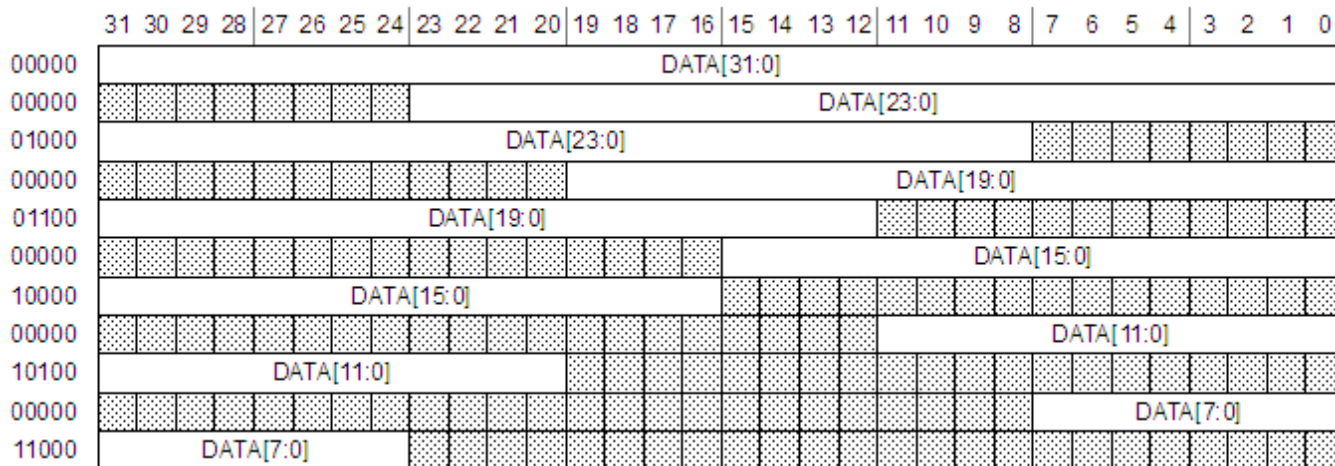 31 30 29 28 27 26 25 24 23 22 21 20 19 18 17 16 15 14 13 12 11 10 9 8 7 6 5 4 3 2 1 0
00000 DATA[31:0]
00000 DATA[23:0]
01000 DATA[23:0]
00000 DATA[19:0]
01100 DATA[19:0]
00000 DATA[15:0]
10000 DATA[15:0]
00000 DATA[11:0]
10100 DATA[11:0]
00000 DATA[7:0]
11000 DATA[7:0]